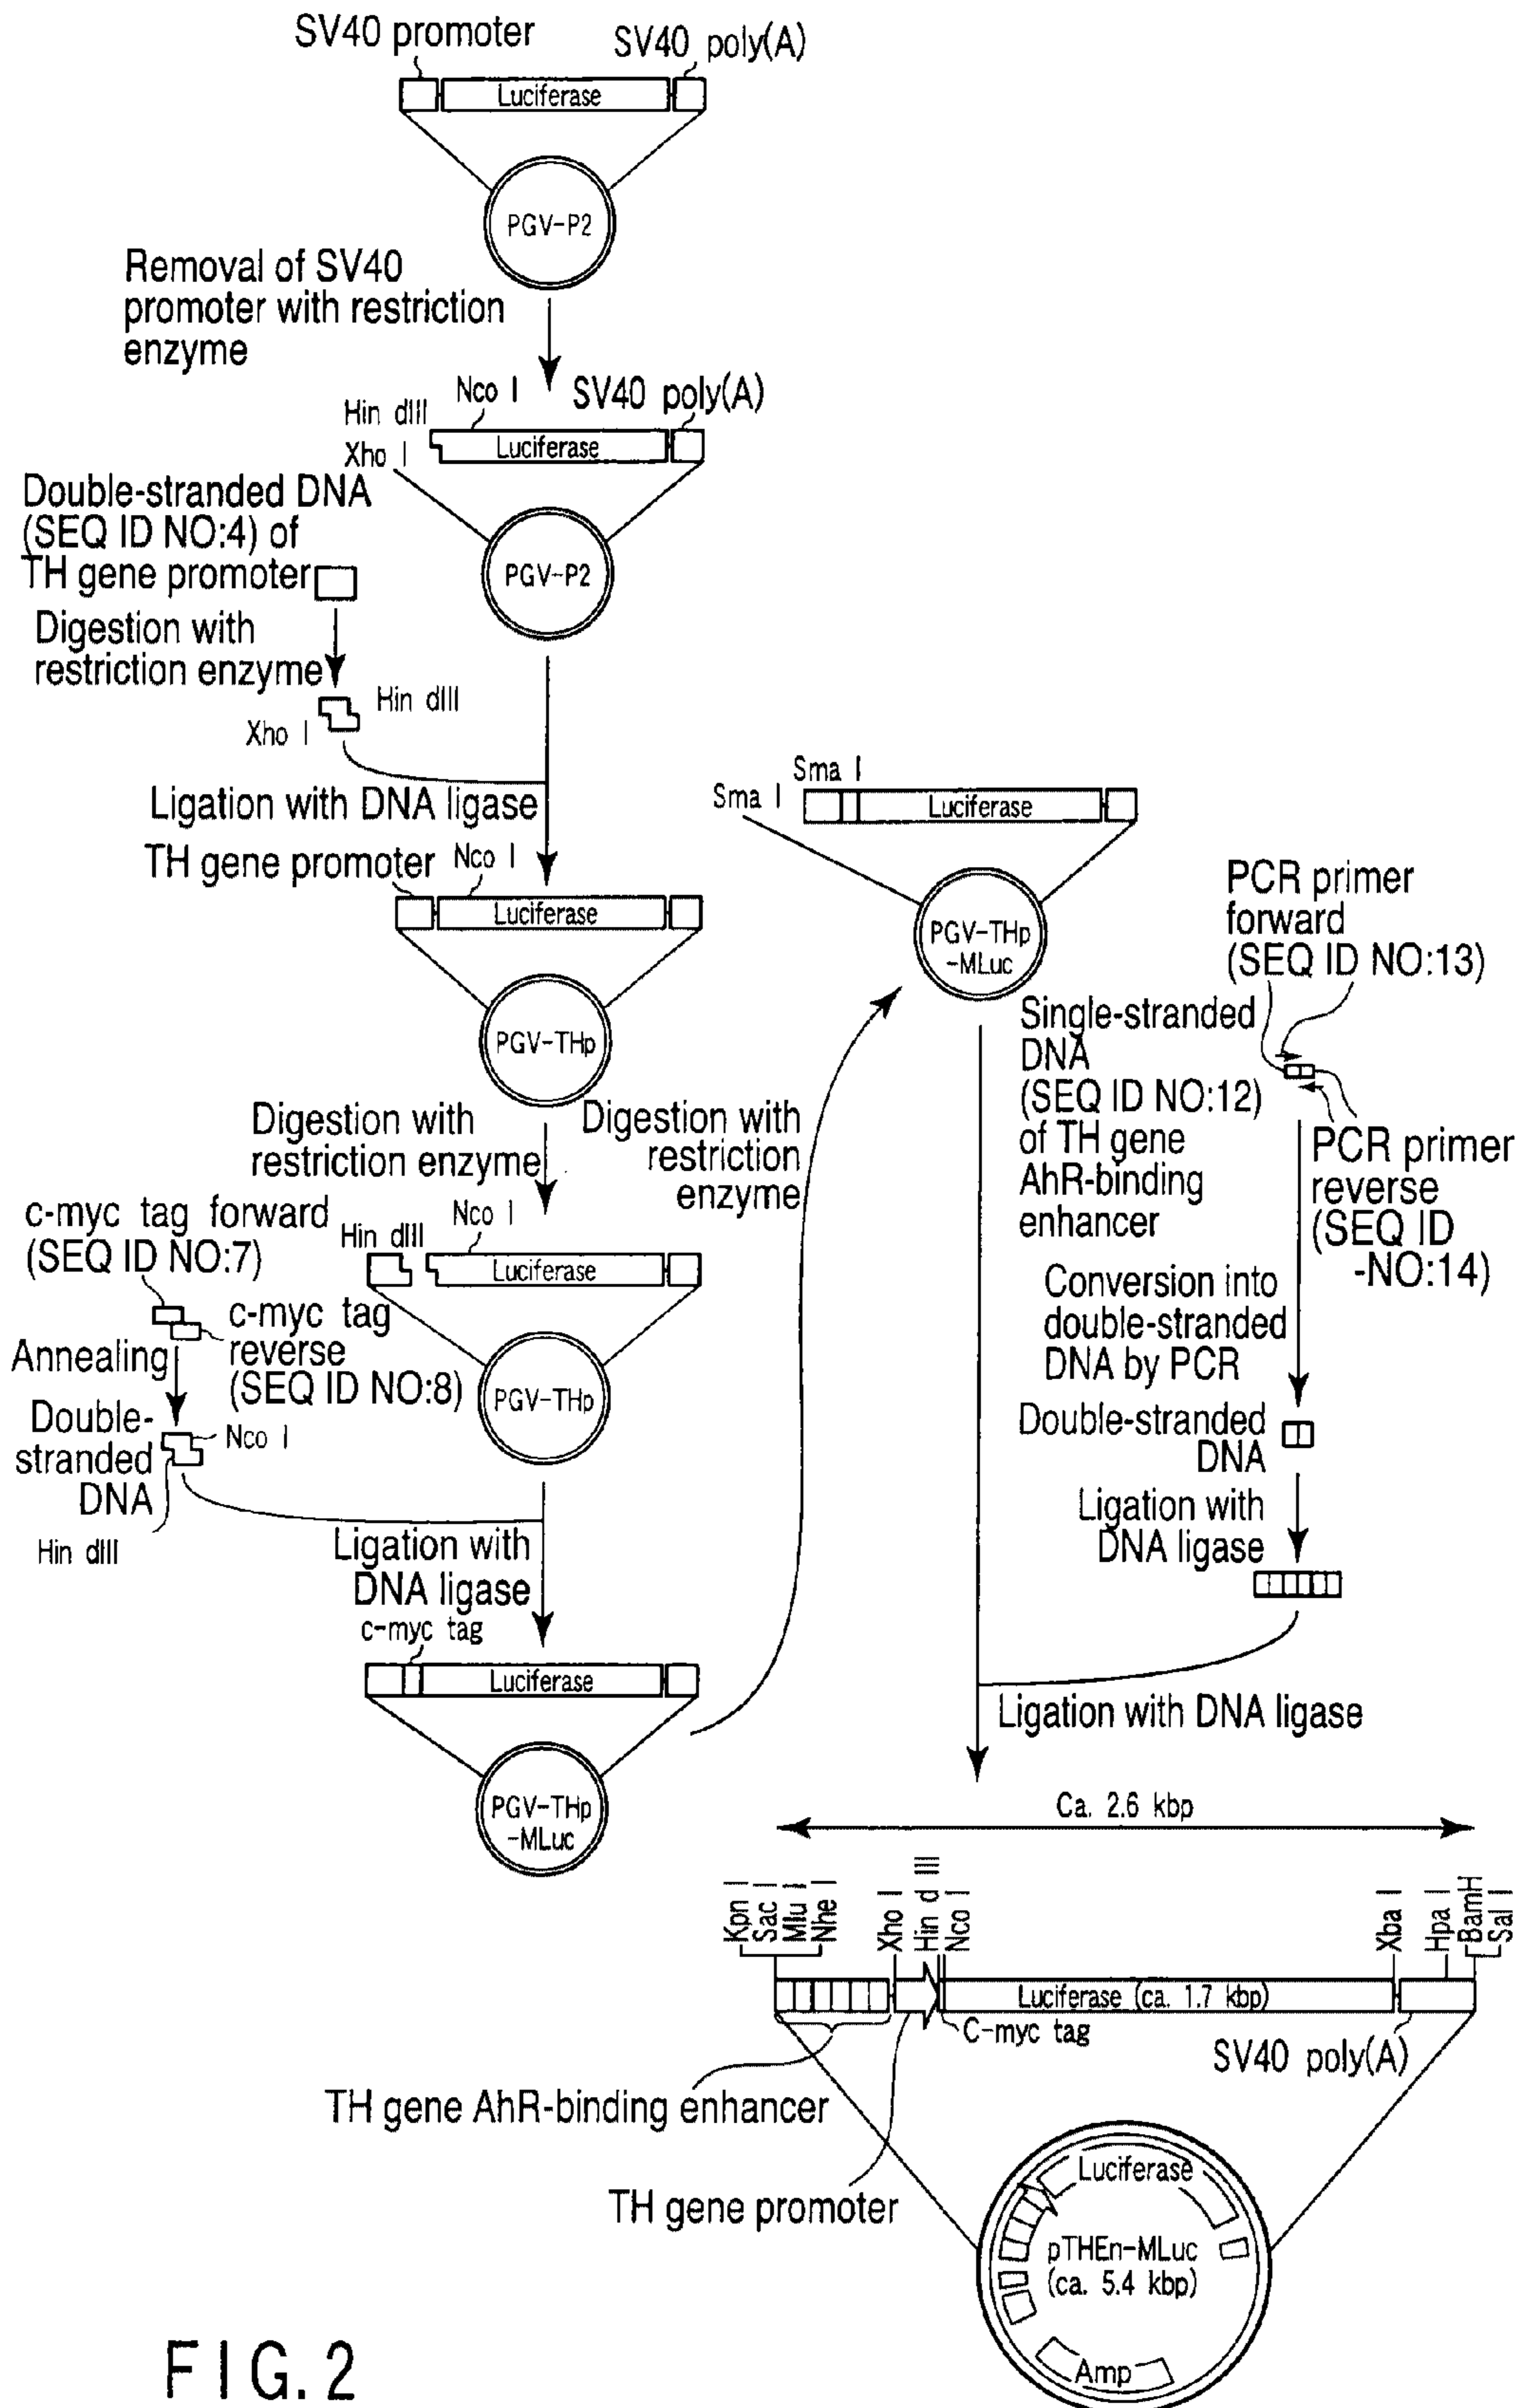 SV40 promoter
SV40 poly(A)
Luciferase
PGV-P2
Removal of SV40
promoter with restriction
enzyme
Nco I
SV40 poly(A)
Hin dIII
Xho I
Luciferase
Double-stranded DNA
(SEQ ID NO:4) of
TH gene promoter
PGV-P2
Digestion with
restriction enzyme
Hin dIII
Xho I
Ligation with DNA ligase
TH gene promoter
Nco I
Luciferase
PGV-THp
Digestion with
restriction enzyme
Digestion with
restriction
enzyme
c-myc tag forward
(SEQ ID NO:7)
Hin dIII
Nco I
Luciferase
c-myc tag
reverse
(SEQ ID NO:8)
Annealing
PGV-THp
Double-
stranded
DNA
Nco I
Hin dIII
Ligation with
DNA ligase
c-myc tag
Luciferase
PGV-THp
-MLuc
Sma I
Sma I
Luciferase
PGV-THp
-MLuc
PCR primer
forward
(SEQ ID NO:13)
Single-stranded
DNA
(SEQ ID NO:12)
of TH gene
AhR-binding
enhancer
PCR primer
reverse
(SEQ ID
-NO:14)
Conversion into
double-stranded
DNA by PCR
Double-stranded
DNA
Ligation with
DNA ligase
Ligation with DNA ligase
Ca. 2.6 kbp
Kpn I
Sac I
Mlu I
Nhe I
Xho I
Hin d III
Nco I
Xba I
Hpa I
BamH
Sal I
Luciferase (ca. 1.7 kbp)
C-myc tag
SV40 poly(A)
TH gene AhR-binding enhancer
TH gene promoter
Luciferase
pTHEn-MLuc
(ca. 5.4 kbp)
Amp
FIG.2